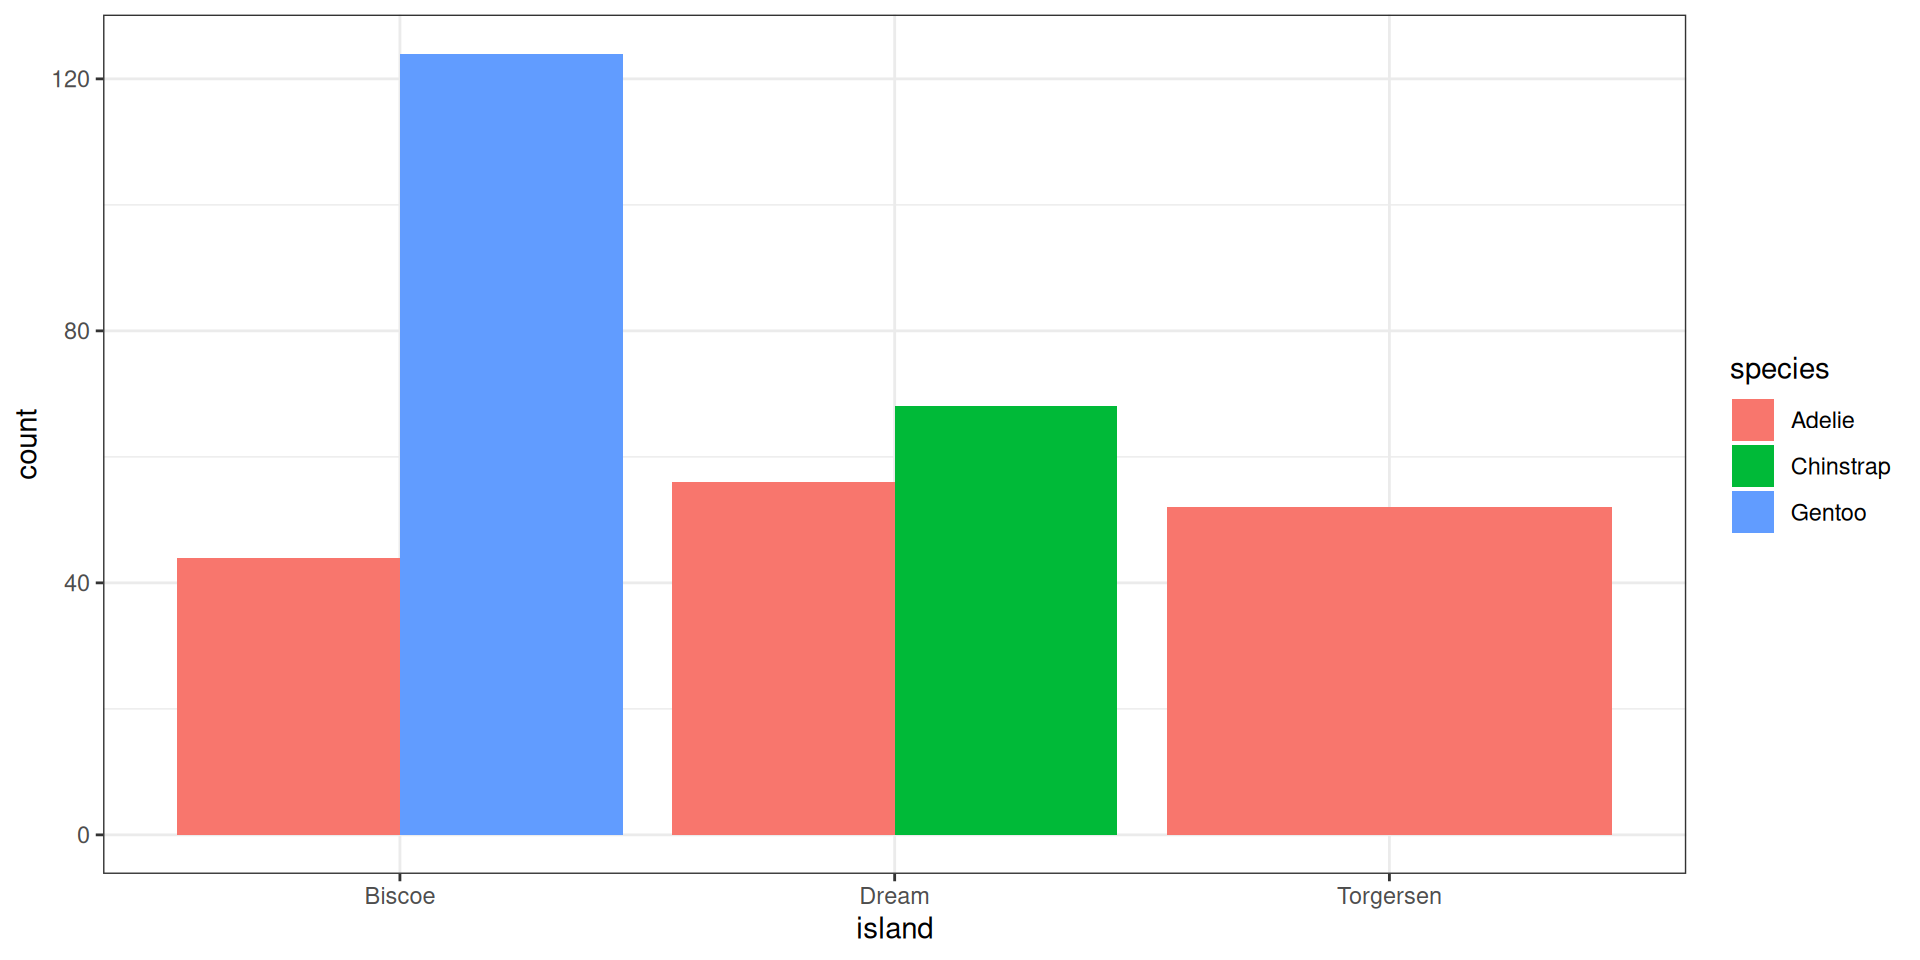 120
80
40
0
count
Biscoe
Dream
Torgersen
island
species
Adelie
Chinstrap
Gentoo